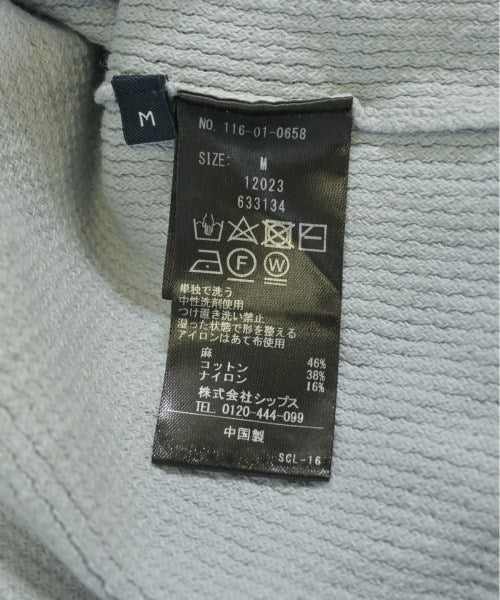 M
NO. 116-01-0658
SIZE: M
12023
633134
F W
単独で洗う
中性洗剤使用
つけ置き洗い禁止
湿った状態で形を整える
アイロンはあて布使用
麻 46%
コットン 38%
ナイロン 16%
株式会社シップス
TEL. 0120-444-099
中国製
SCL-16